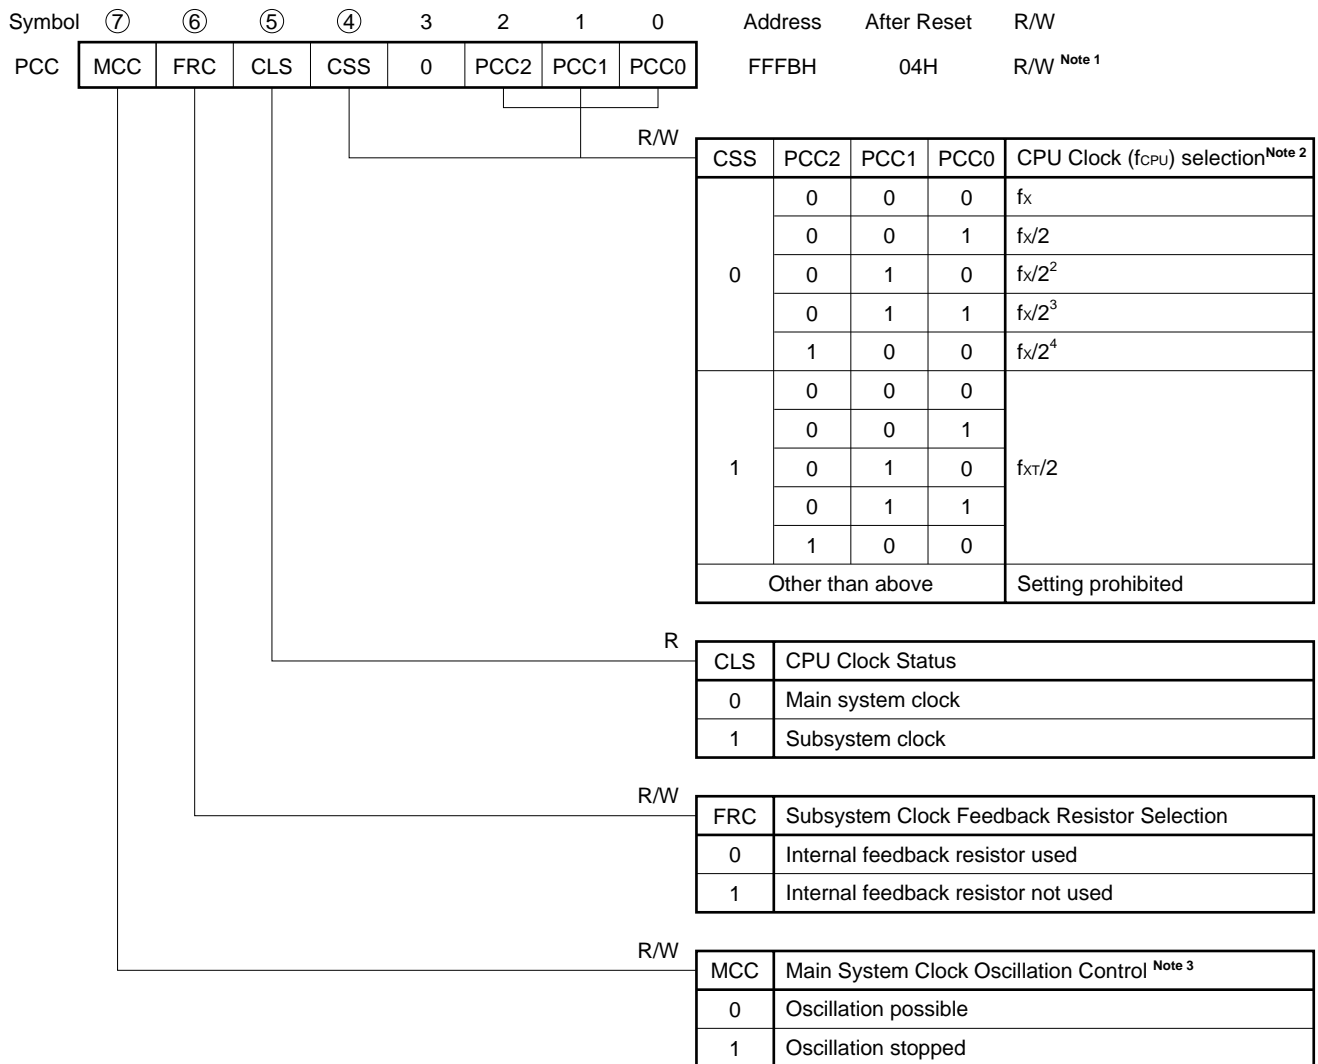 Symbol ⑦ ⑥ ⑤ ④ 3 2 1 0 Address After Reset R/W
PCC MCC FRC CLS CSS 0 PCC2 PCC1 PCC0 FFFBH 04H R/W Note 1
R/W
CSS PCC2 PCC1 PCC0 CPU Clock (fCPU) selection Note 2
0 0 0 fX
0 0 1 fX/2
0 0 1 0 fX/2²
0 1 1 fX/2³
1 0 0 fX/2⁴
0 0 0
0 0 1
1 0 1 0 fXT/2
0 1 1
1 0 0
Other than above Setting prohibited
R
CLS CPU Clock Status
0 Main system clock
1 Subsystem clock
R/W
FRC Subsystem Clock Feedback Resistor Selection
0 Internal feedback resistor used
1 Internal feedback resistor not used
R/W
MCC Main System Clock Oscillation Control Note 3
0 Oscillation possible
1 Oscillation stopped